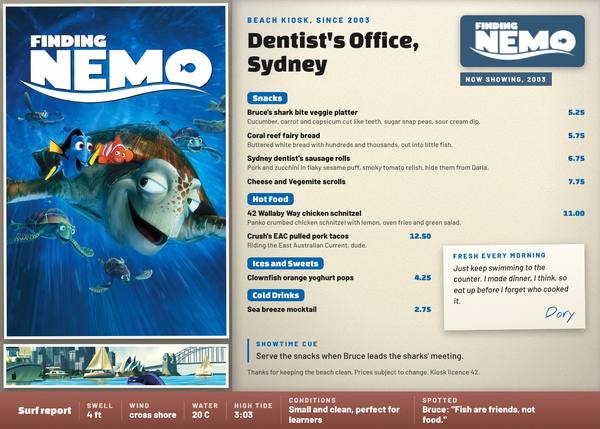 FINDING
NEMO
BEACH KIOSK, SINCE 2003
Dentist's Office,
Sydney
FINDING
NEMO
NOW SHOWING, 2003
Snacks
Bruce's shark bite veggie platter 5.25
Cucumber, carrot and capsicum cut like teeth, sugar snap peas, sour cream dip.
Coral reef fairy bread 5.75
Buttered white bread with hundreds and thousands, cut into little fish.
Sydney dentist's sausage rolls 6.75
Pork and zucchini in flaky sesame puff, smoky tomato relish, hide them from Darla.
Cheese and Vegemite scrolls 7.75
Hot Food
42 Wallaby Way chicken schnitzel 11.00
Panko crumbed chicken schnitzel with lemon, oven fries and green salad.
Crush's EAC pulled pork tacos 12.50
Riding the East Australian Current, dude.
Ices and Sweets
Clownfish orange yoghurt pops 4.25
Cold Drinks
Sea breeze mocktail 2.75
FRESH EVERY MORNING
Just keep swimming to the
counter. I made dinner, I think, so
eat up before I forget who cooked
it.
Dory
SHOWTIME CUE
Serve the snacks when Bruce leads the sharks' meeting.
Thanks for keeping the beach clean. Prices subject to change. Kiosk licence 42.
Surf report
SWELL
4 ft
WIND
cross shore
WATER
20 C
HIGH TIDE
3:03
CONDITIONS
Small and clean, perfect for
learners
SPOTTED
Bruce: "Fish are friends, not
food."